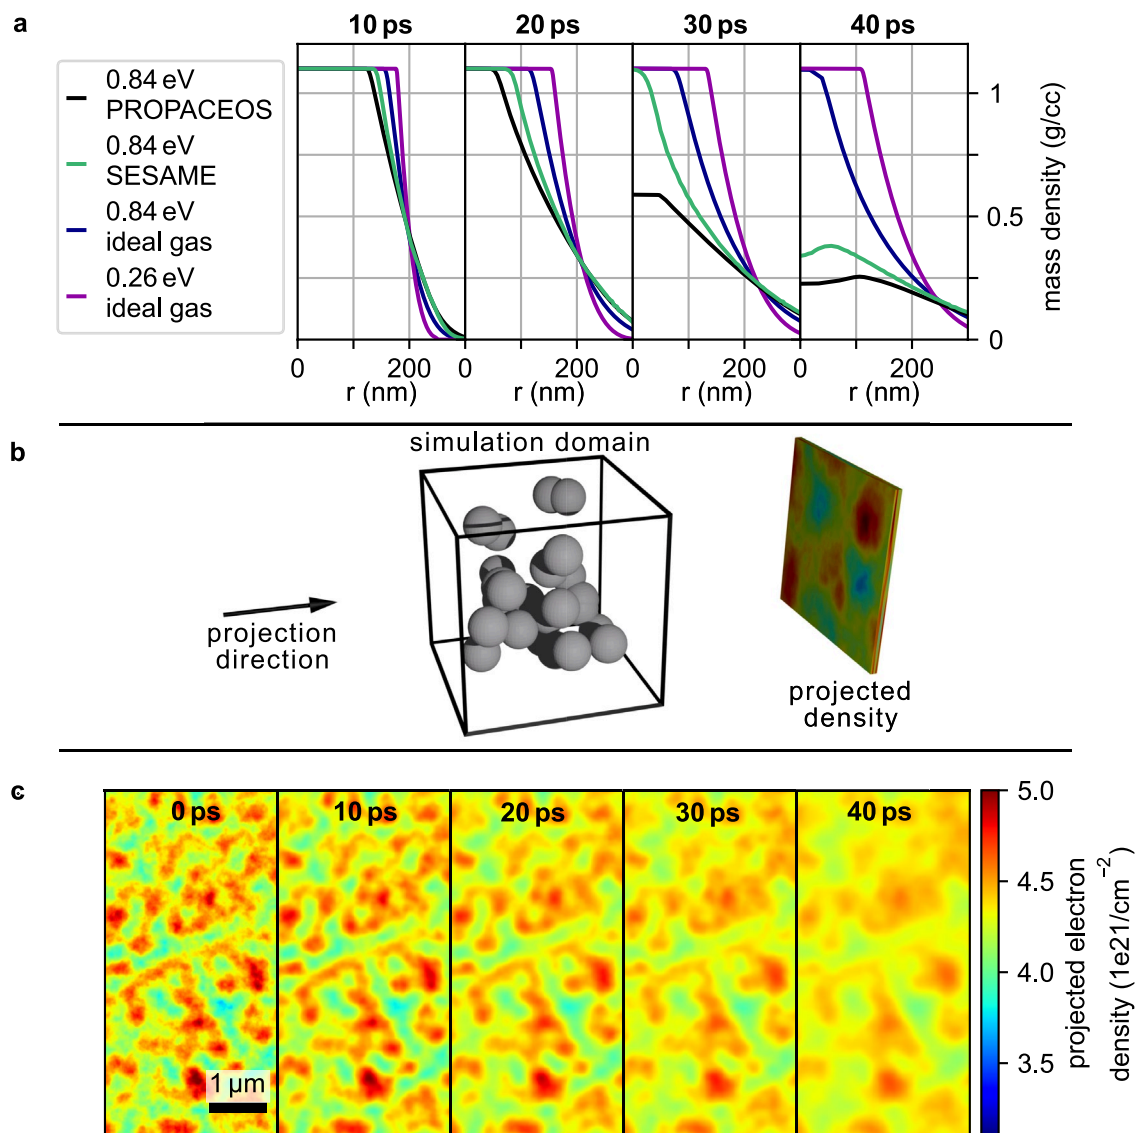 a
10 ps 20 ps 30 ps 40 ps
0.84 eV
PROPACEOS
0.84 eV
SESAME
0.84 eV
ideal gas
0.26 eV
ideal gas
1
0.5
0
mass density (g/cc)
0 200 0 200 0 200 0 200
r (nm) r (nm) r (nm) r (nm)
b
simulation domain
projection
direction
projected
density
c
0 ps 10 ps 20 ps 30 ps 40 ps
1 μm
5.0
4.5
4.0
3.5
projected electron
density (1e21/cm⁻²)